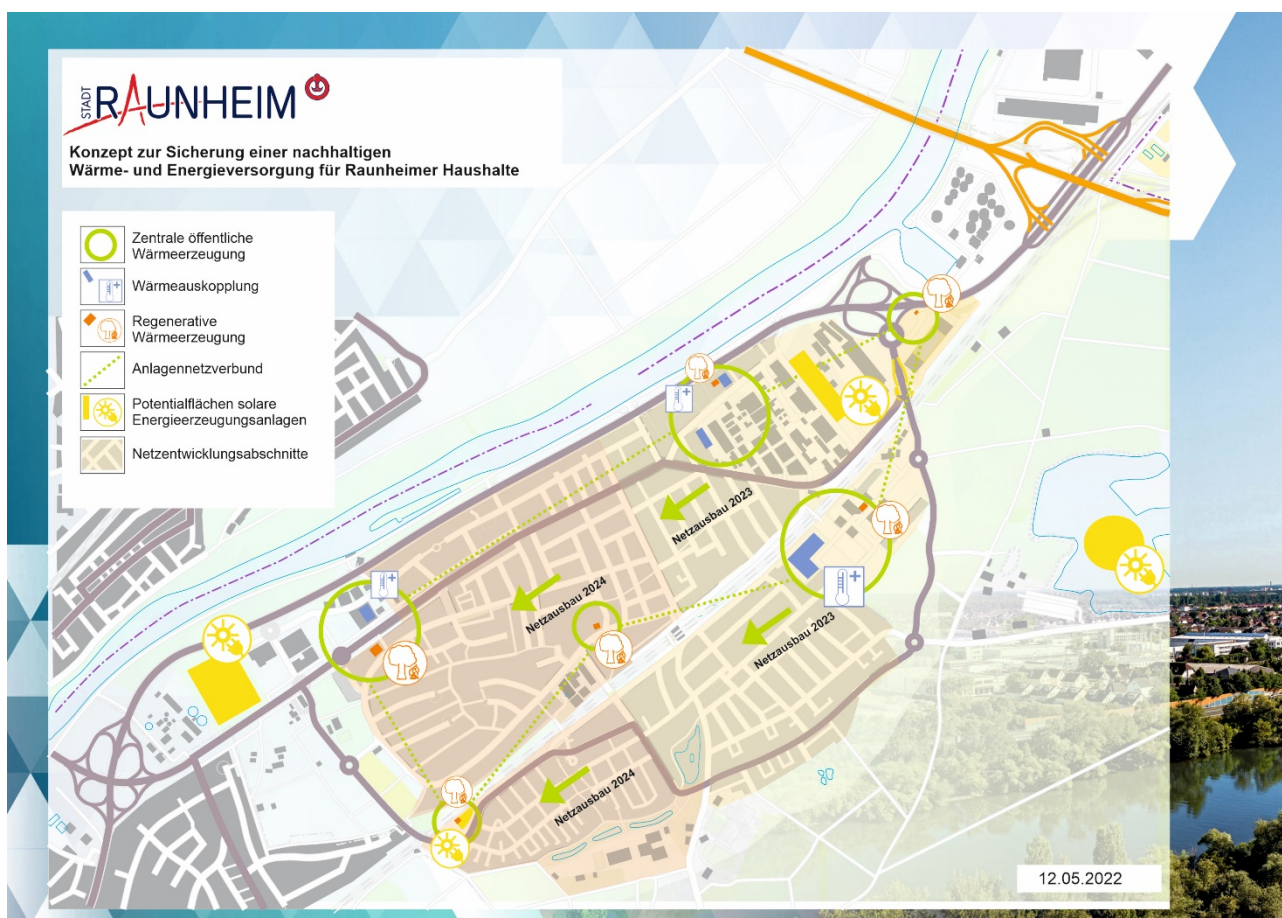 STADT
RAUNHEIM
Konzept zur Sicherung einer nachhaltigen
Wärme- und Energieversorgung für Raunheimer Haushalte
Zentrale öffentliche
Wärmeerzeugung
Wärmeauskopplung
Regenerative
Wärmeerzeugung
Anlagennetzverbund
Potentialflächen solare
Energieerzeugungsanlagen
Netzentwicklungsabschnitte
Netzausbau 2023
Netzausbau 2024
Netzausbau 2023
Netzausbau 2024
12.05.2022